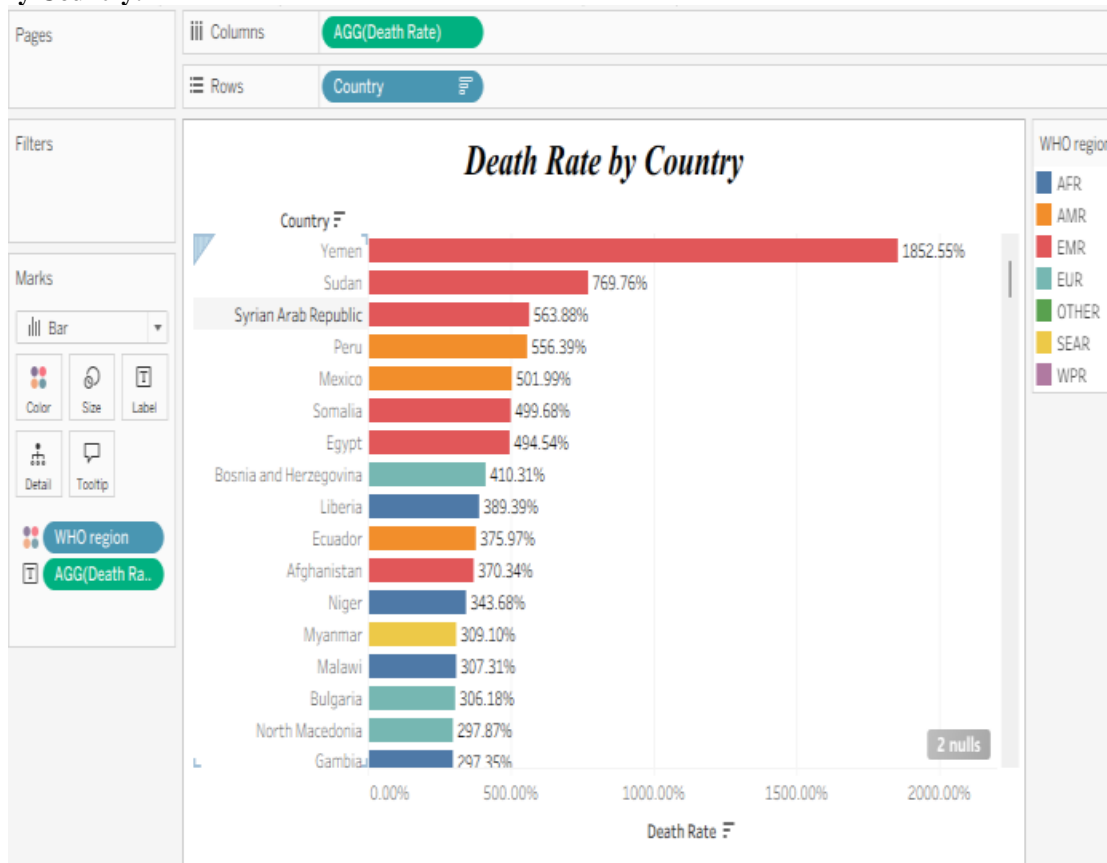 y Country.
Pages
Columns
AGG(Death Rate)
Rows
Country
Filters
Marks
Bar
Color
Size
Label
Detail
Tooltip
WHO region
AGG(Death Ra..
Death Rate by Country
Country
Yemen 1852.55%
Sudan 769.76%
Syrian Arab Republic 563.88%
Peru 556.39%
Mexico 501.99%
Somalia 499.68%
Egypt 494.54%
Bosnia and Herzegovina 410.31%
Liberia 389.39%
Ecuador 375.97%
Afghanistan 370.34%
Niger 343.68%
Myanmar 309.10%
Malawi 307.31%
Bulgaria 306.18%
North Macedonia 297.87%
Gambia 297.35%
2 nulls
0.00% 500.00% 1000.00% 1500.00% 2000.00%
Death Rate
WHO region
AFR
AMR
EMR
EUR
OTHER
SEAR
WPR